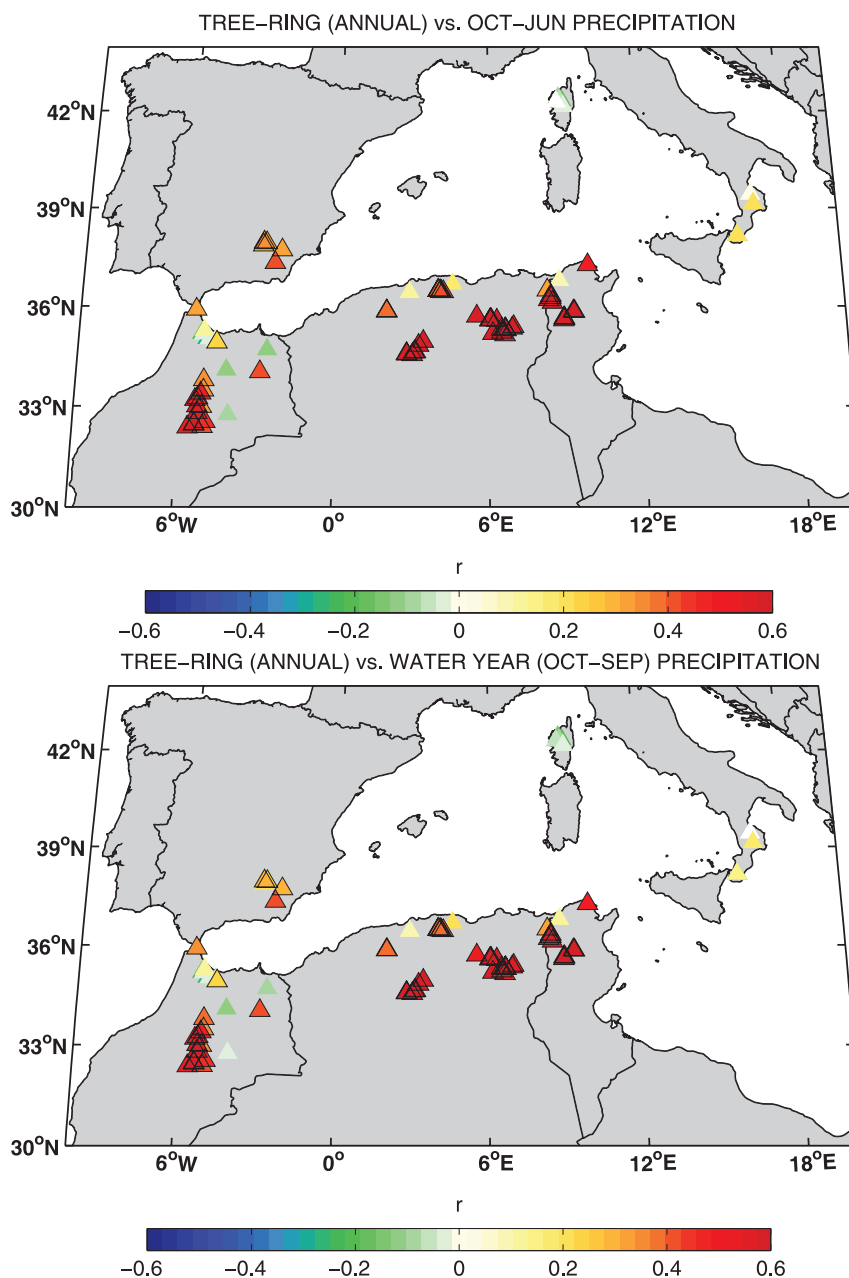 TREE-RING (ANNUAL) vs. OCT-JUN PRECIPITATION
42°N
39°N
36°N
33°N
30°N
6°W 0° 6°E 12°E 18°E
r
−0.6 −0.4 −0.2 0 0.2 0.4 0.6
TREE-RING (ANNUAL) vs. WATER YEAR (OCT-SEP) PRECIPITATION
42°N
39°N
36°N
33°N
30°N
6°W 0° 6°E 12°E 18°E
r
−0.6 −0.4 −0.2 0 0.2 0.4 0.6